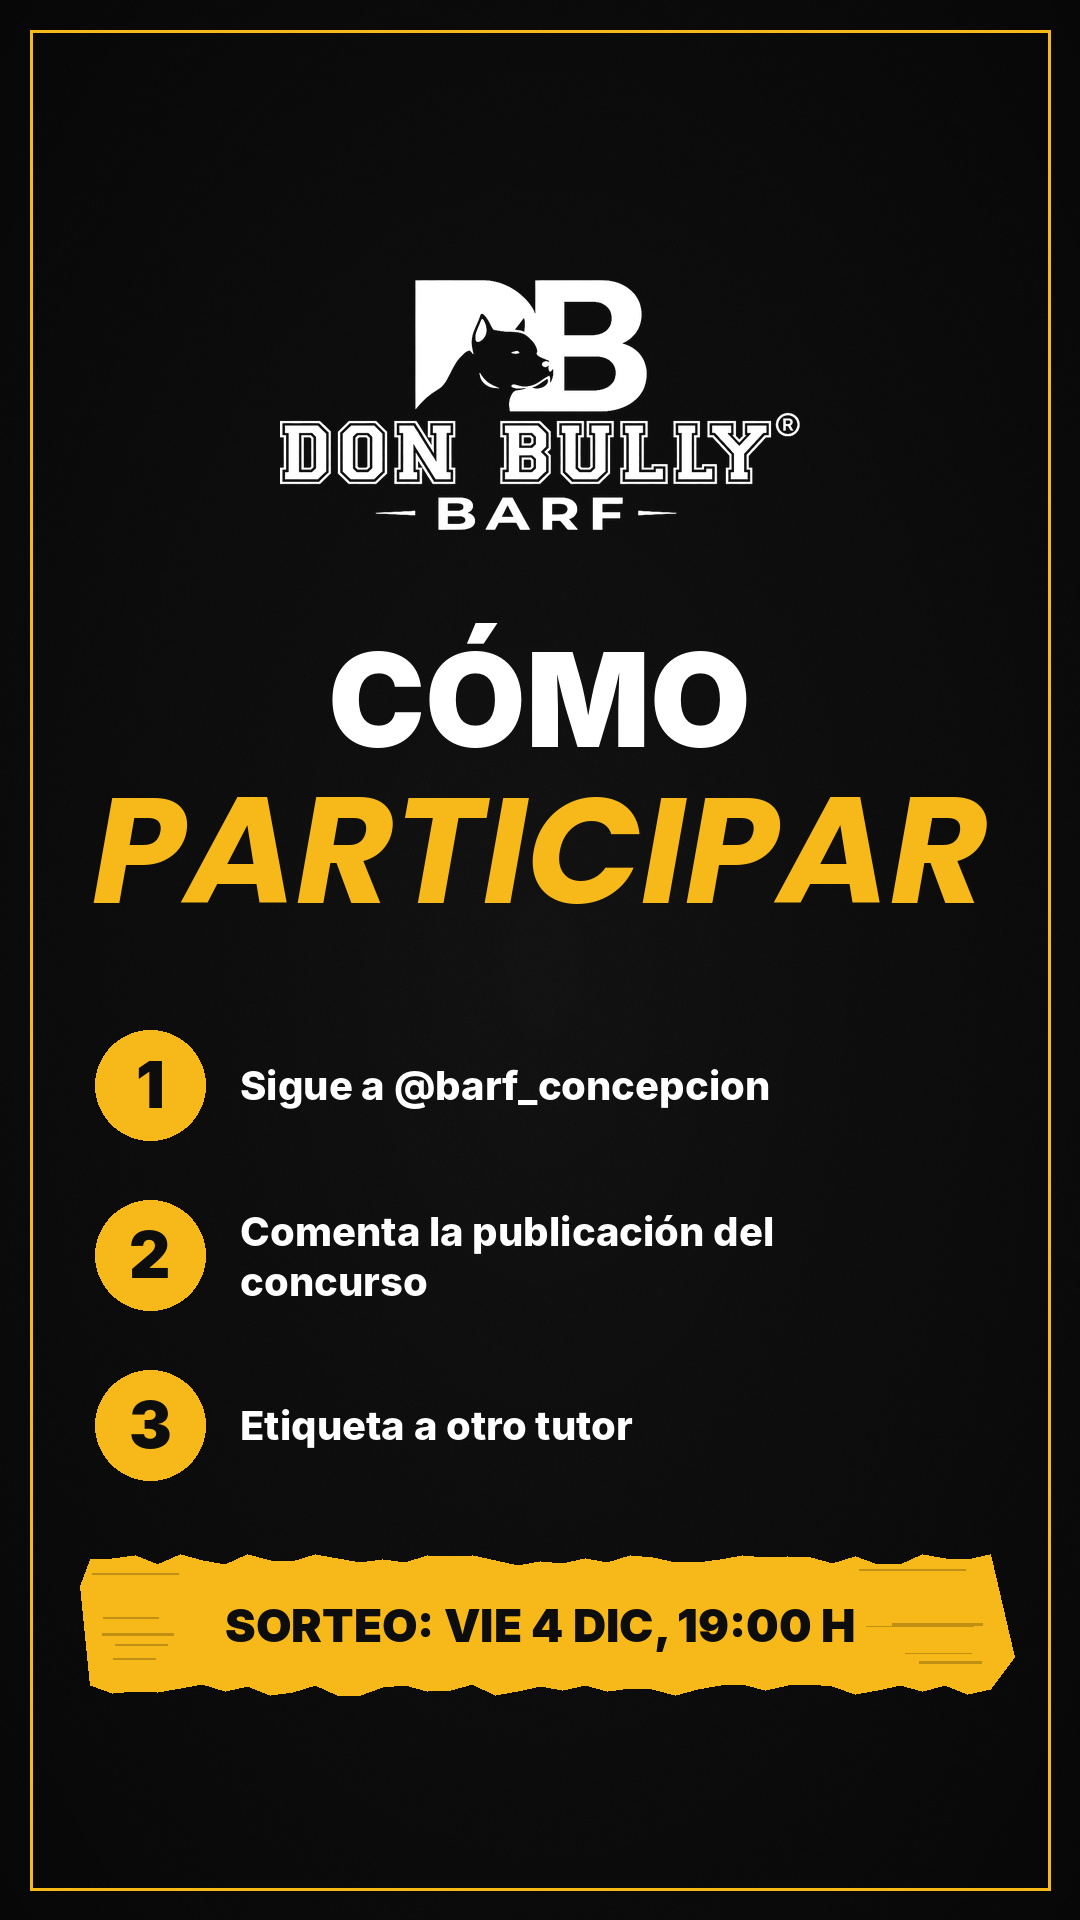 DB
DON BULLY®
BARF
CÓMO
PARTICIPAR
1 Sigue a @barf_concepcion
2 Comenta la publicación del
concurso
3 Etiqueta a otro tutor
SORTEO: VIE 4 DIC, 19:00 H